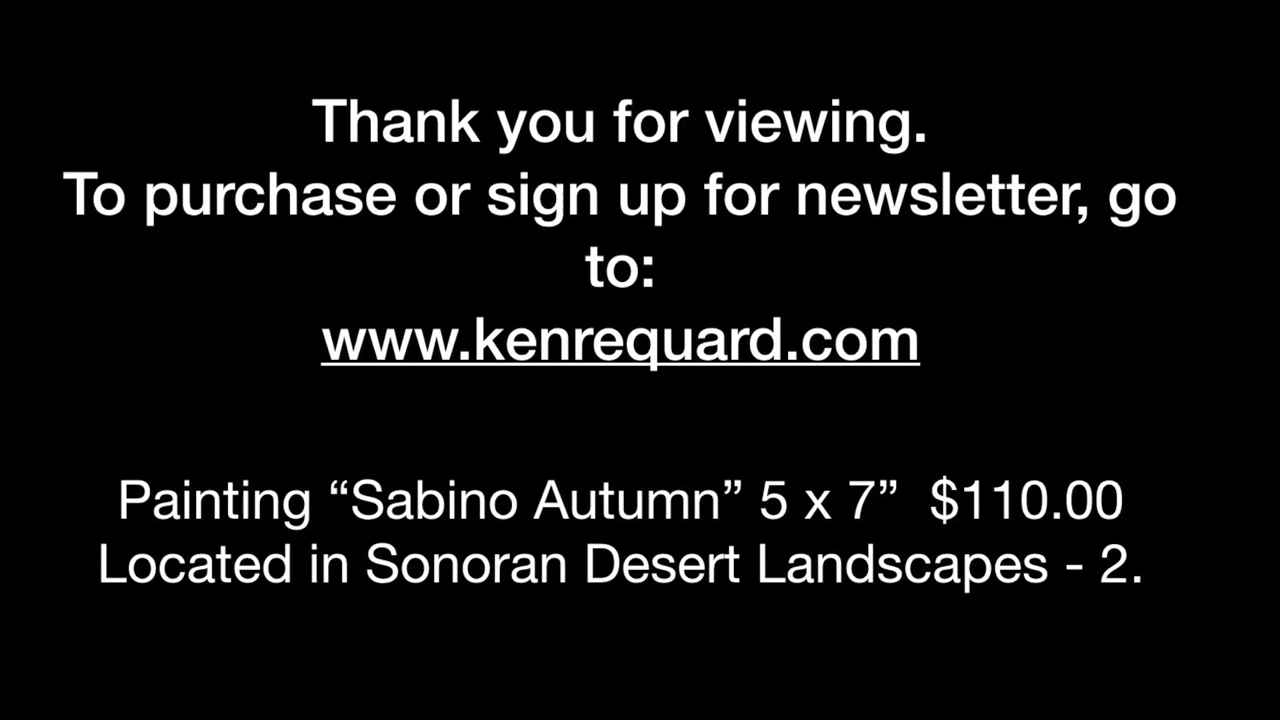 Thank you for viewing.
To purchase or sign up for newsletter, go
to:
www.kenrequard.com
Painting “Sabino Autumn” 5 x 7”  $110.00
Located in Sonoran Desert Landscapes - 2.